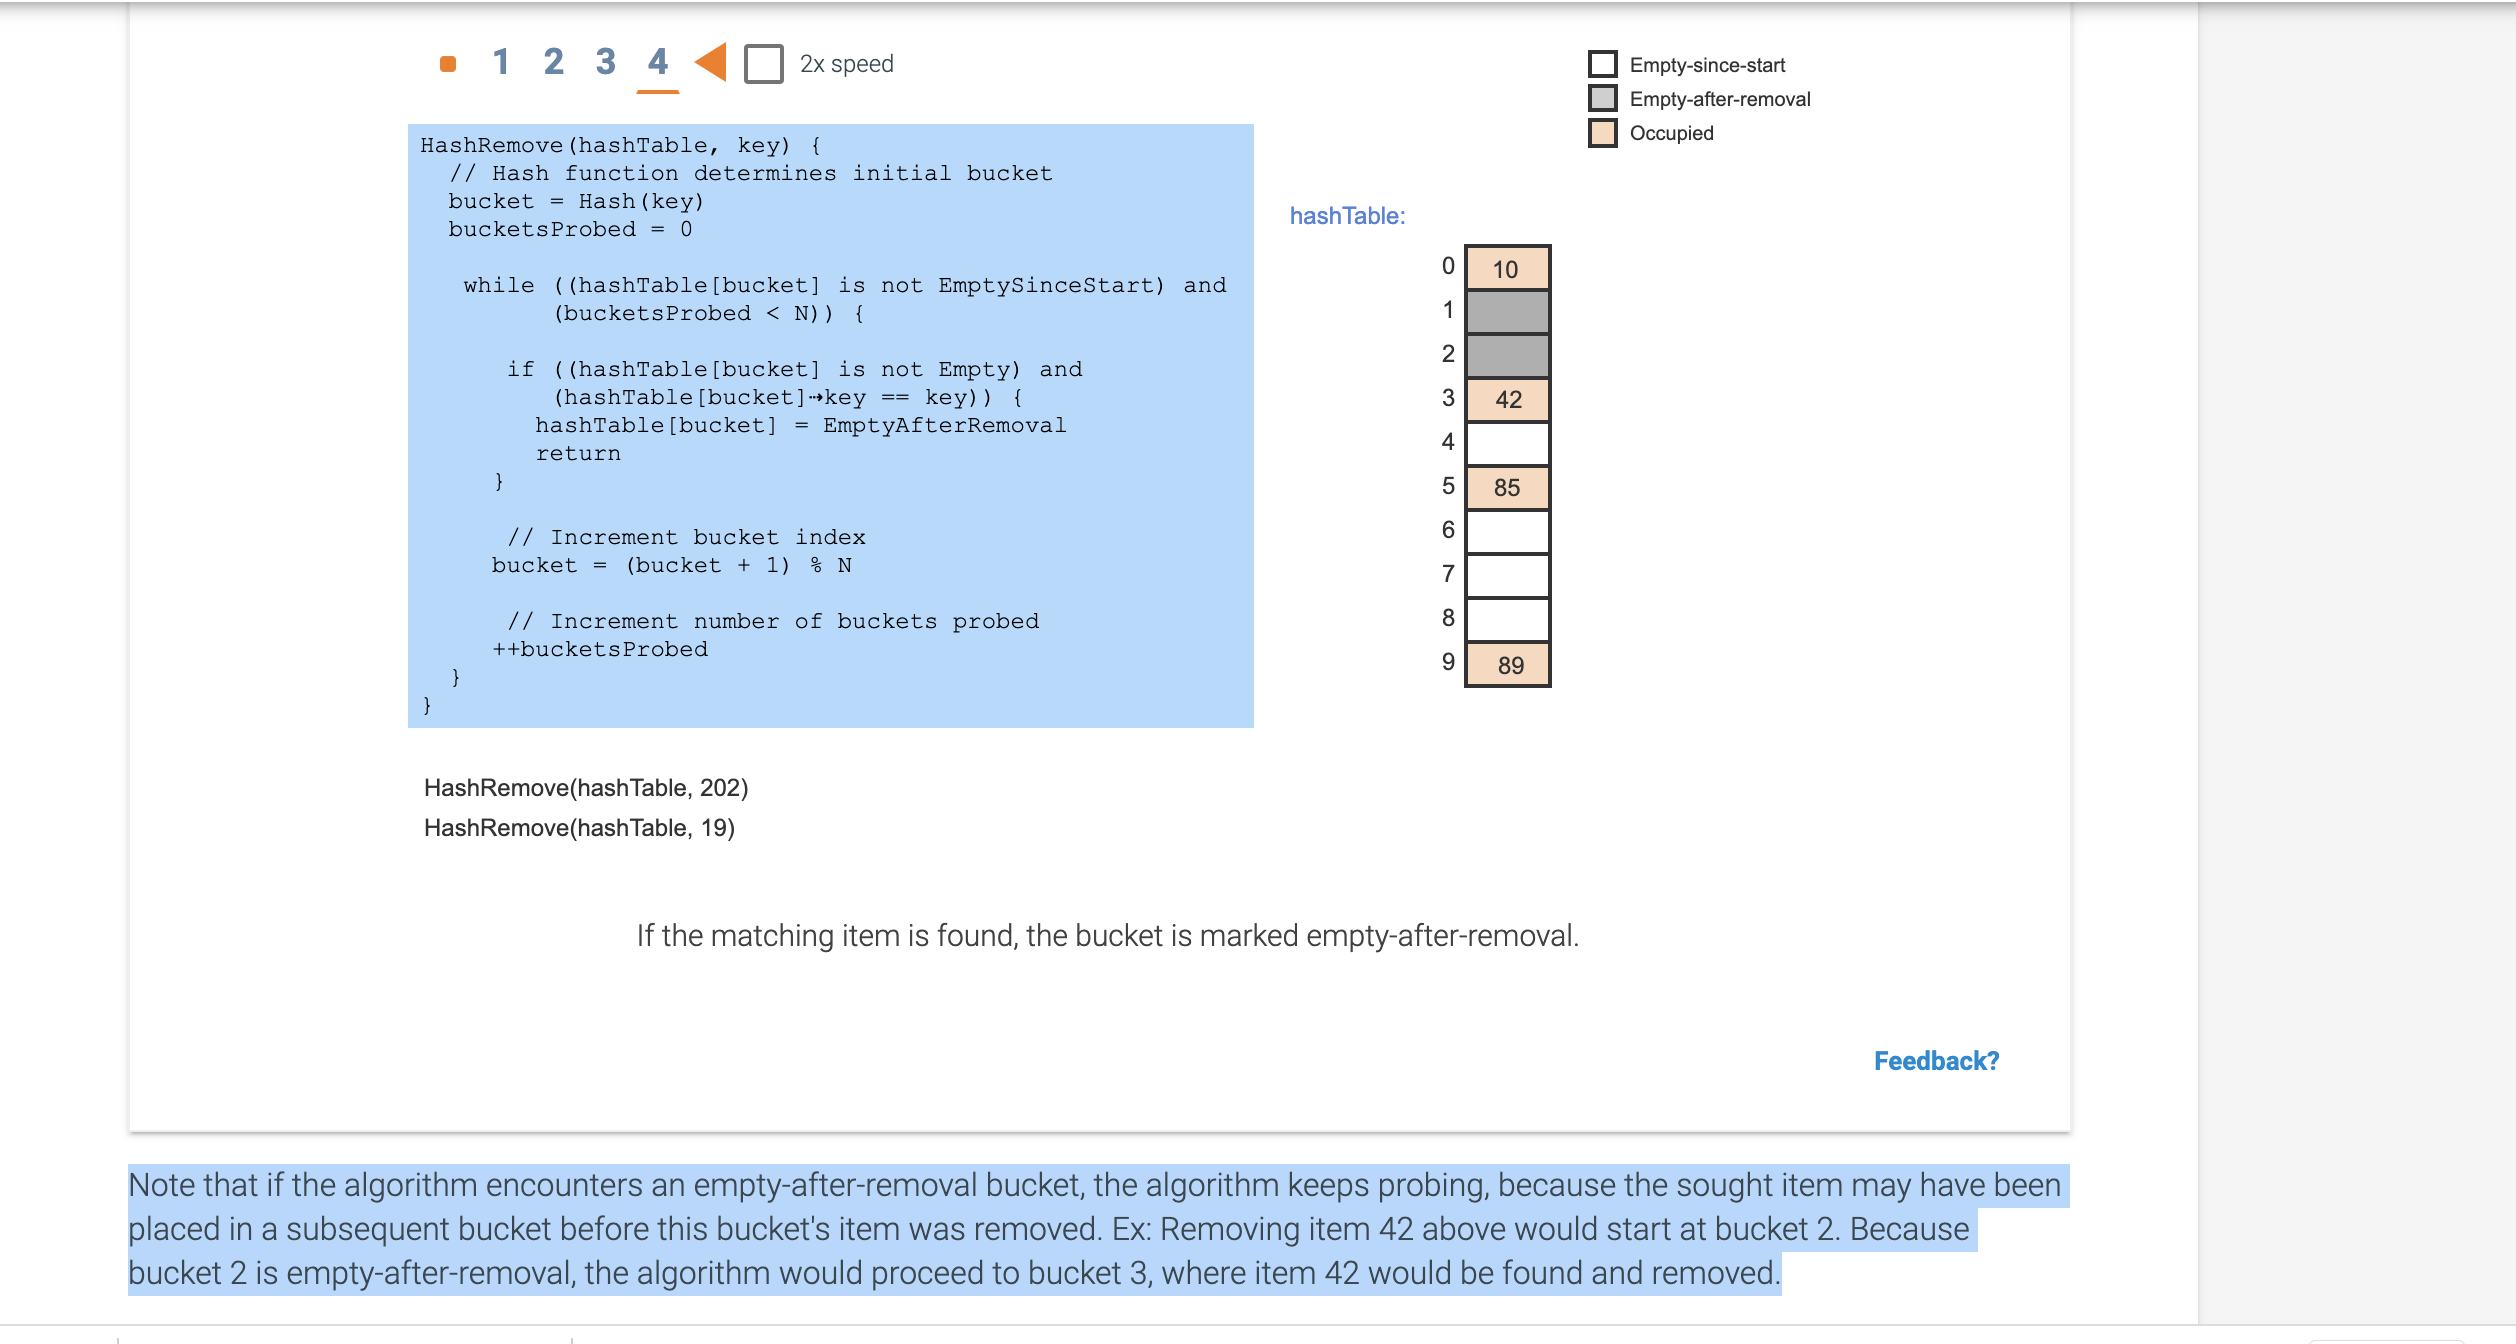 1 2 3 4 2x speed
Empty-since-start
Empty-after-removal
Occupied
HashRemove(hashTable, key) {
// Hash function determines initial bucket
bucket = Hash(key)
bucketsProbed = 0
while ((hashTable[bucket] is not EmptySinceStart) and
(bucketsProbed < N)) {
if ((hashTable[bucket] is not Empty) and
(hashTable[bucket]⇢key == key)) {
hashTable[bucket] = EmptyAfterRemoval
return
}
// Increment bucket index
bucket = (bucket + 1) % N
// Increment number of buckets probed
++bucketsProbed
}
}
hashTable:
0 10
1
2
3 42
4
5 85
6
7
8
9 89
HashRemove(hashTable, 202)
HashRemove(hashTable, 19)
If the matching item is found, the bucket is marked empty-after-removal.
Feedback?
Note that if the algorithm encounters an empty-after-removal bucket, the algorithm keeps probing, because the sought item may have been
placed in a subsequent bucket before this bucket's item was removed. Ex: Removing item 42 above would start at bucket 2. Because
bucket 2 is empty-after-removal, the algorithm would proceed to bucket 3, where item 42 would be found and removed.